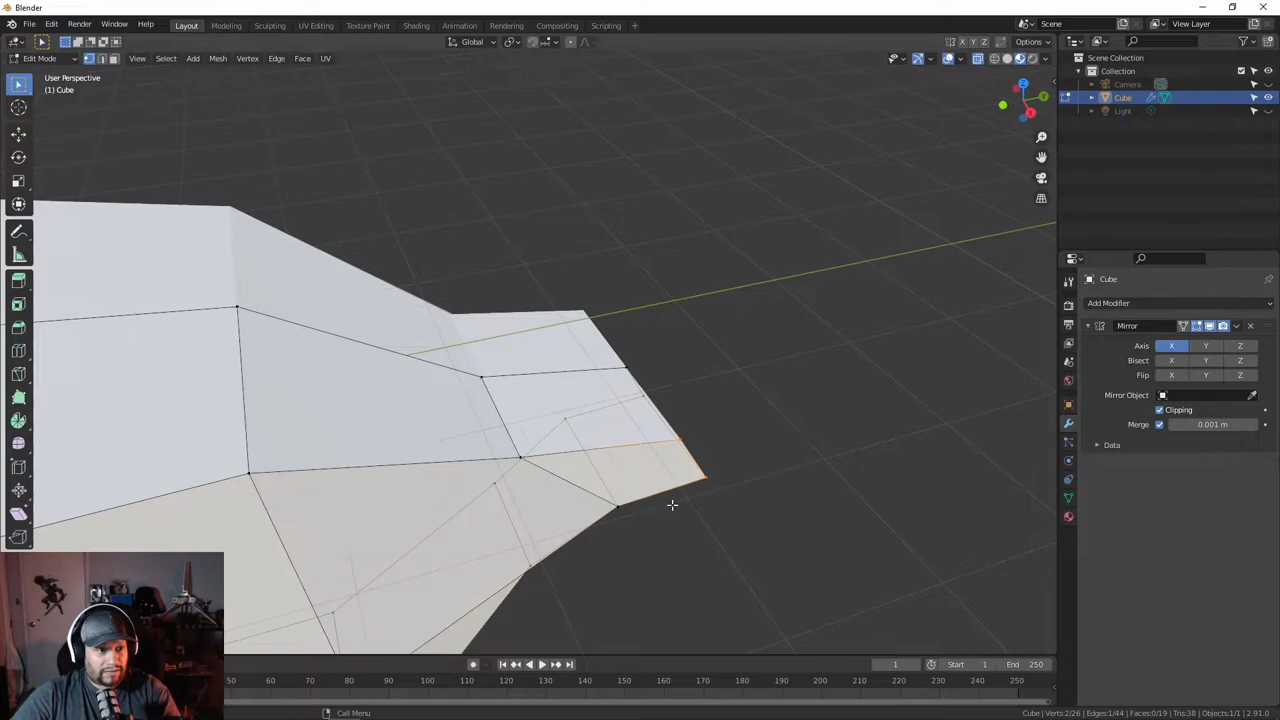 Blender
File Edit Render Window Help Layout Modeling Sculpting UV Editing Texture Paint Shading Animation Rendering Compositing Scripting + Scene View Layer
Global Options
Edit Mode View Select Add Mesh Vertex Edge Face UV
User Perspective
(1) Cube
X Y Z
Scene Collection
Collection
Camera
Cube
Light
Cube
Add Modifier
Mirror
Axis X Y Z
Bisect X Y Z
Flip X Y Z
Mirror Object
Clipping
Merge 0.001 m
Data
1 Start 1 End 250
50 60 70 80 90 100 110 120 130 140 150 160 170 180 190 200 210 220 230 240 250
Call Menu
Cube | Verts:2/26 | Edges:1/44 | Faces:0/19 | Tris:38 | Objects:1/1 | 2.91.0